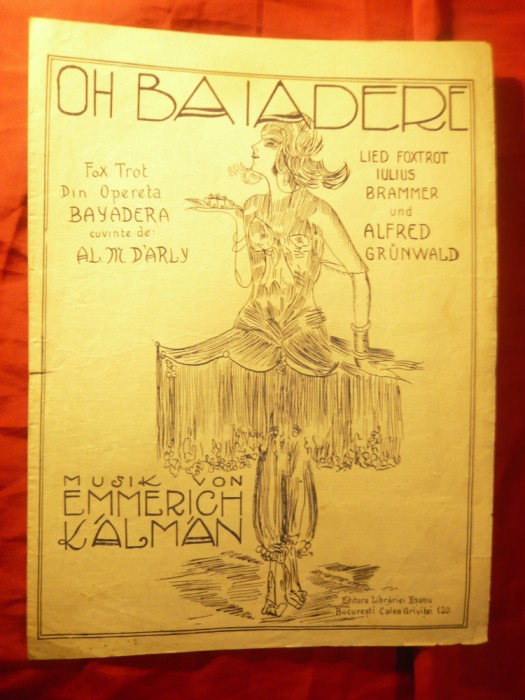 OH BAIADERE
Fox Trot
Din Opereta
BAYADERA
cuvinte de
AL. M. D'ARLY
LIED FOXTROT
IULIUS
BRAMMER
und
ALFRED
GRÜNWALD
MUSIK VON
EMMERICH
KÁLMÁN
Editura Librăriei Eșanu
București Calea Griviței 120